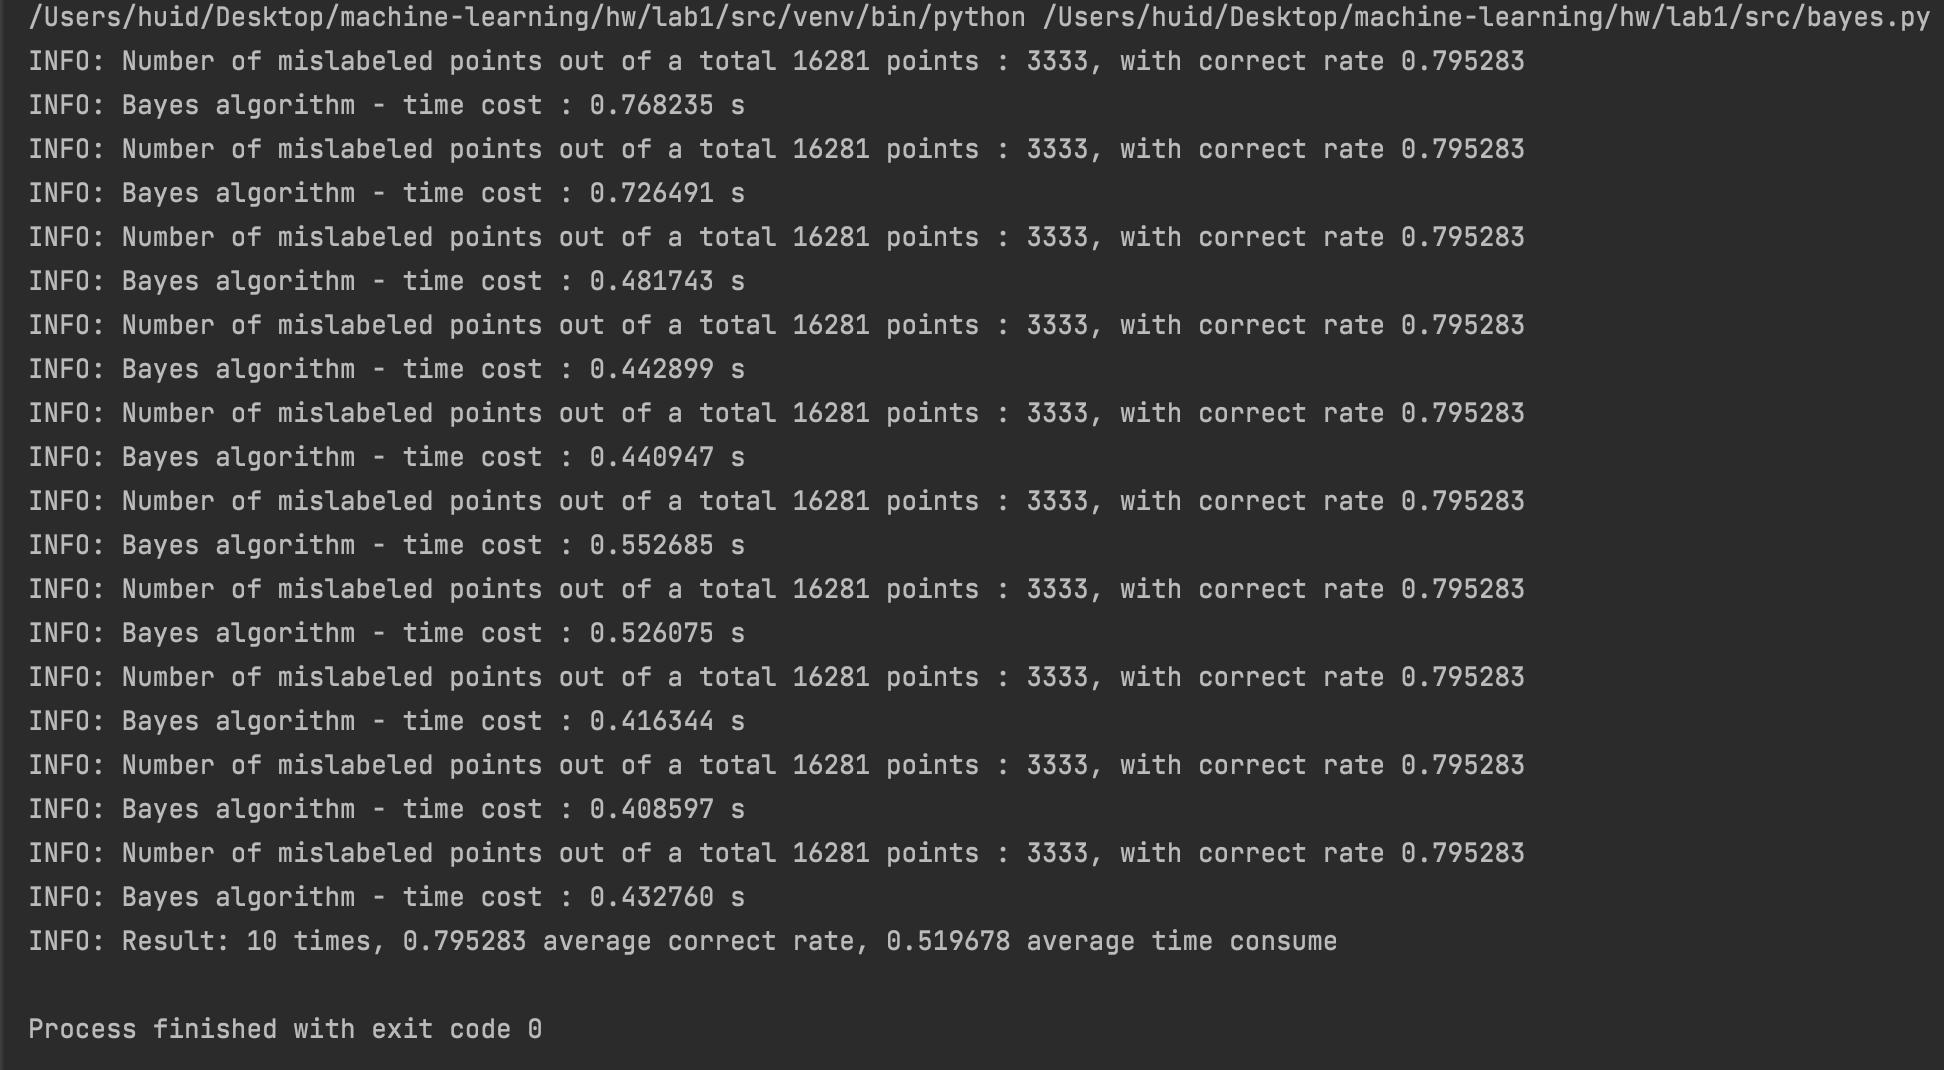 /Users/huid/Desktop/machine-learning/hw/lab1/src/venv/bin/python /Users/huid/Desktop/machine-learning/hw/lab1/src/bayes.py
INFO: Number of mislabeled points out of a total 16281 points : 3333, with correct rate 0.795283
INFO: Bayes algorithm - time cost : 0.768235 s
INFO: Number of mislabeled points out of a total 16281 points : 3333, with correct rate 0.795283
INFO: Bayes algorithm - time cost : 0.726491 s
INFO: Number of mislabeled points out of a total 16281 points : 3333, with correct rate 0.795283
INFO: Bayes algorithm - time cost : 0.481743 s
INFO: Number of mislabeled points out of a total 16281 points : 3333, with correct rate 0.795283
INFO: Bayes algorithm - time cost : 0.442899 s
INFO: Number of mislabeled points out of a total 16281 points : 3333, with correct rate 0.795283
INFO: Bayes algorithm - time cost : 0.440947 s
INFO: Number of mislabeled points out of a total 16281 points : 3333, with correct rate 0.795283
INFO: Bayes algorithm - time cost : 0.552685 s
INFO: Number of mislabeled points out of a total 16281 points : 3333, with correct rate 0.795283
INFO: Bayes algorithm - time cost : 0.526075 s
INFO: Number of mislabeled points out of a total 16281 points : 3333, with correct rate 0.795283
INFO: Bayes algorithm - time cost : 0.416344 s
INFO: Number of mislabeled points out of a total 16281 points : 3333, with correct rate 0.795283
INFO: Bayes algorithm - time cost : 0.408597 s
INFO: Number of mislabeled points out of a total 16281 points : 3333, with correct rate 0.795283
INFO: Bayes algorithm - time cost : 0.432760 s
INFO: Result: 10 times, 0.795283 average correct rate, 0.519678 average time consume
Process finished with exit code 0